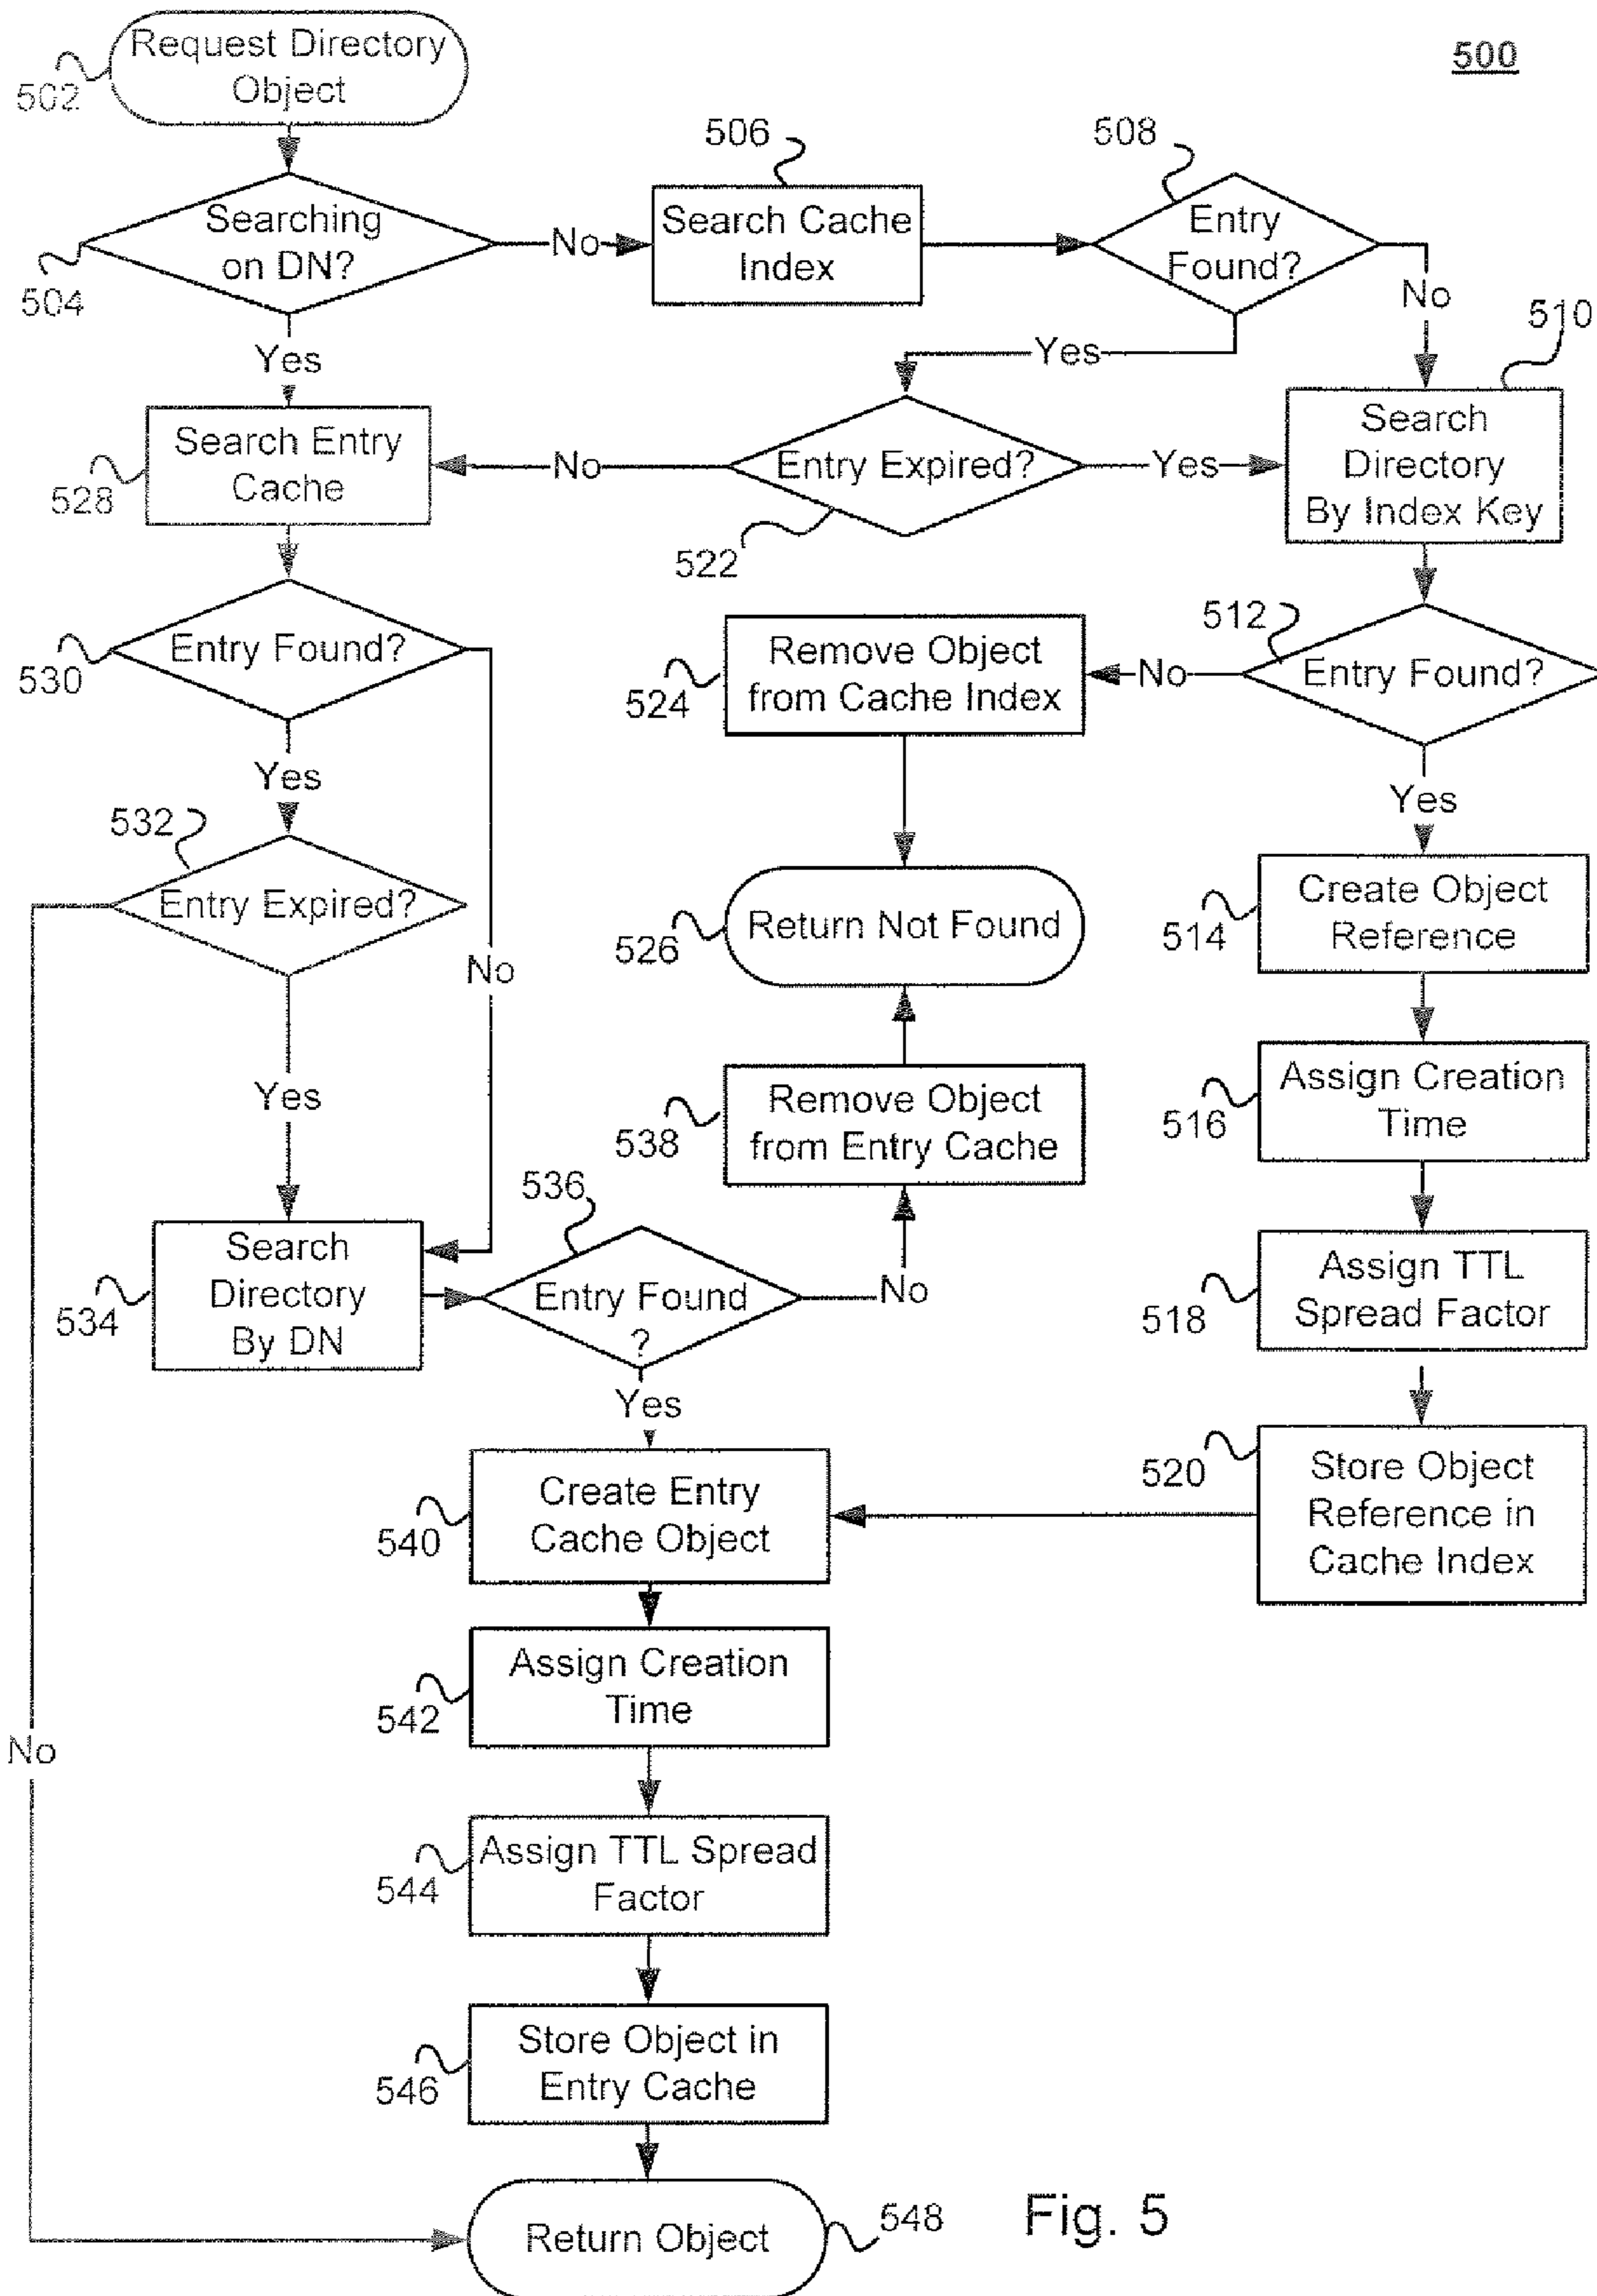 Request Directory
Object
502
500
Searching
on DN?
504
No
506
Search Cache
Index
508
Entry
Found?
No
Yes
Yes
510
Search
Directory
By Index Key
Search Entry
Cache
528
No
Entry Expired?
522
Yes
Entry Found?
530
No
Yes
512
Entry Found?
No
Yes
Remove Object
from Cache Index
524
532
Entry Expired?
Yes
No
Return Not Found
526
Create Object
Reference
514
Assign Creation
Time
516
Remove Object
from Entry Cache
538
Search
Directory
By DN
534
536
Entry Found
?
No
Yes
Assign TTL
Spread Factor
518
Store Object
Reference in
Cache Index
520
Create Entry
Cache Object
540
Assign Creation
Time
542
Assign TTL Spread
Factor
544
Store Object in
Entry Cache
546
Return Object
548
Fig. 5